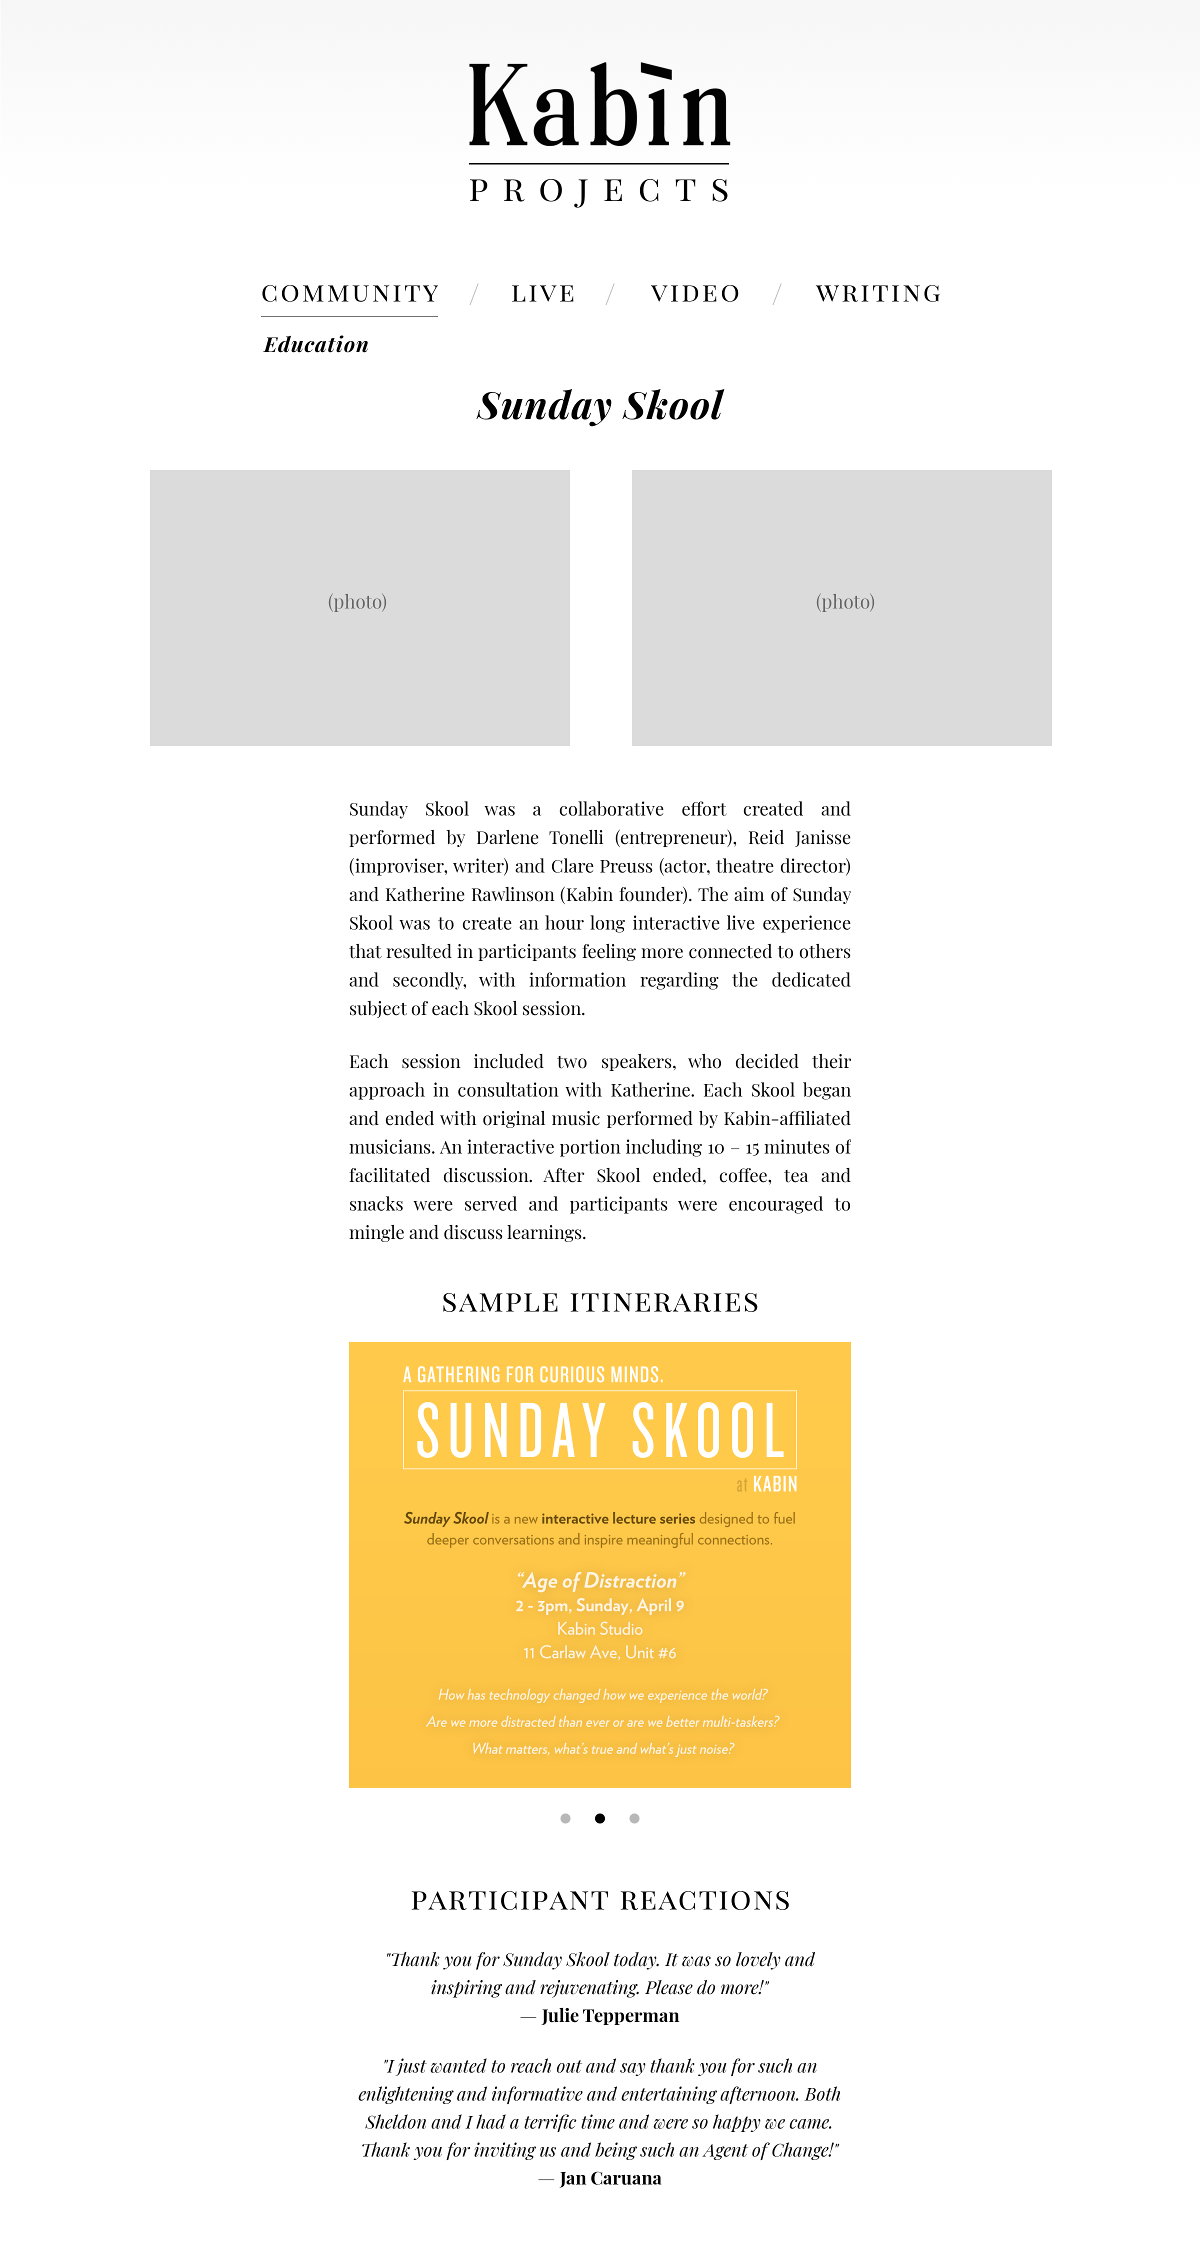 Kabìn
PROJECTS
COMMUNITY / LIVE / VIDEO / WRITING
Education
Sunday Skool
(photo)
(photo)
Sunday Skool was a collaborative effort created and
performed by Darlene Tonelli (entrepreneur), Reid Janisse
(improviser, writer) and Clare Preuss (actor, theatre director)
and Katherine Rawlinson (Kabin founder). The aim of Sunday
Skool was to create an hour long interactive live experience
that resulted in participants feeling more connected to others
and secondly, with information regarding the dedicated
subject of each Skool session.
Each session included two speakers, who decided their
approach in consultation with Katherine. Each Skool began
and ended with original music performed by Kabin-affiliated
musicians. An interactive portion including 10 – 15 minutes of
facilitated discussion. After Skool ended, coffee, tea and
snacks were served and participants were encouraged to
mingle and discuss learnings.
SAMPLE ITINERARIES
A GATHERING FOR CURIOUS MINDS.
SUNDAY SKOOL
at KABIN
Sunday Skool is a new interactive lecture series designed to fuel
deeper conversations and inspire meaningful connections.
“Age of Distraction”
2 - 3pm, Sunday, April 9
Kabin Studio
11 Carlaw Ave, Unit #6
How has technology changed how we experience the world?
Are we more distracted than ever or are we better multi-taskers?
What matters, what's true and what's just noise?
PARTICIPANT REACTIONS
"Thank you for Sunday Skool today. It was so lovely and
inspiring and rejuvenating. Please do more!"
— Julie Tepperman
"I just wanted to reach out and say thank you for such an
enlightening and informative and entertaining afternoon. Both
Sheldon and I had a terrific time and were so happy we came.
Thank you for inviting us and being such an Agent of Change!"
— Jan Caruana